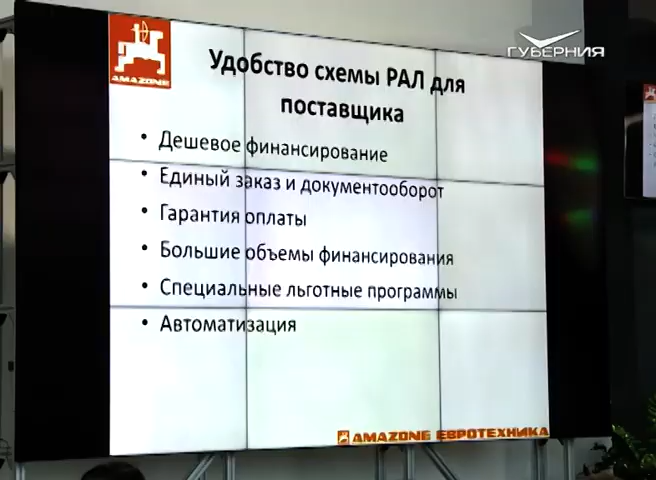 ГУБЕРНИЯ
AMAZONE
Удобство схемы РАЛ для
поставщика
• Дешевое финансирование
• Единый заказ и документооборот
• Гарантия оплаты
• Большие объемы финансирования
• Специальные льготные программы
• Автоматизация
AMAZONE ЕВРОТЕХНИКА